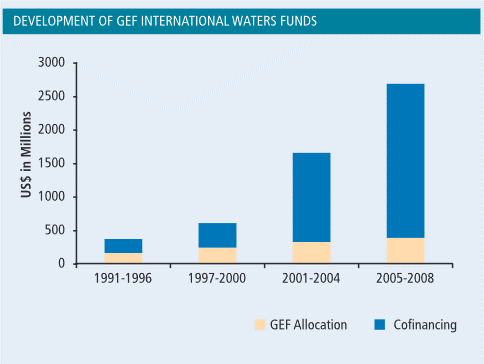 DEVELOPMENT OF GEF INTERNATIONAL WATERS FUNDS
3000
2500
2000
1500
1000
500
0
US$ in Millions
1991-1996 1997-2000 2001-2004 2005-2008
GEF Allocation Cofinancing